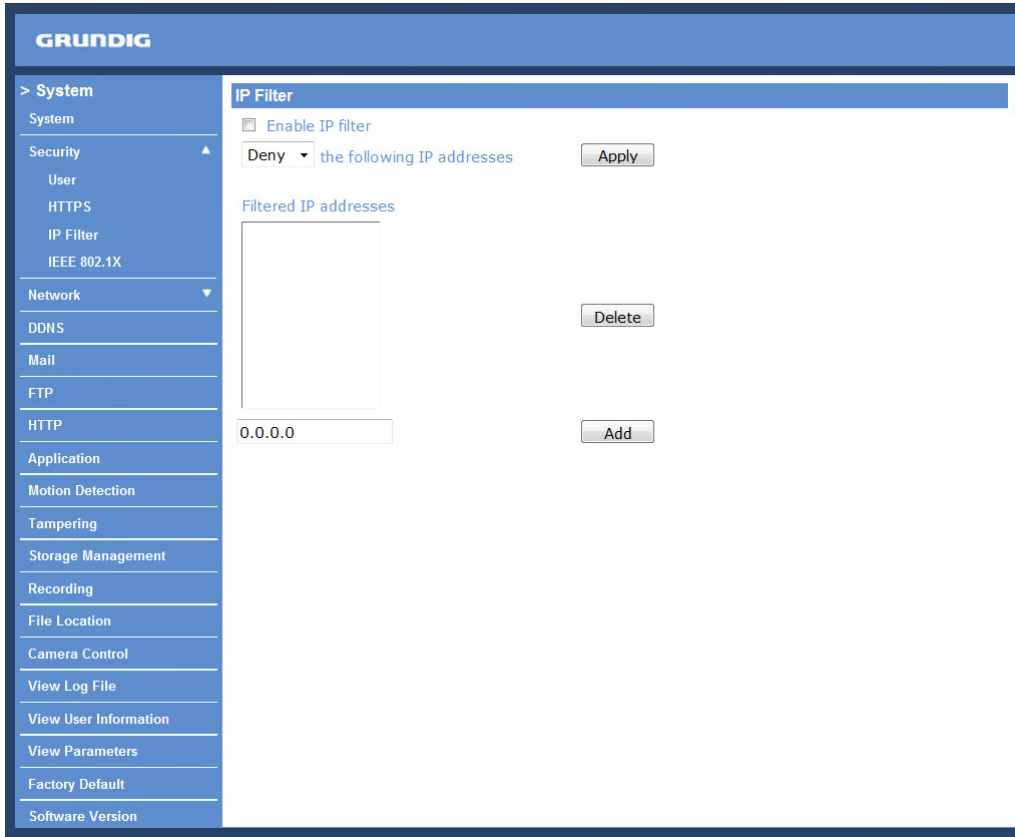 GRUNDIG
> System
System
Security
User
HTTPS
IP Filter
IEEE 802.1X
Network
DDNS
Mail
FTP
HTTP
Application
Motion Detection
Tampering
Storage Management
Recording
File Location
Camera Control
View Log File
View User Information
View Parameters
Factory Default
Software Version
IP Filter
Enable IP filter
Deny the following IP addresses Apply
Filtered IP addresses
Delete
0.0.0.0 Add